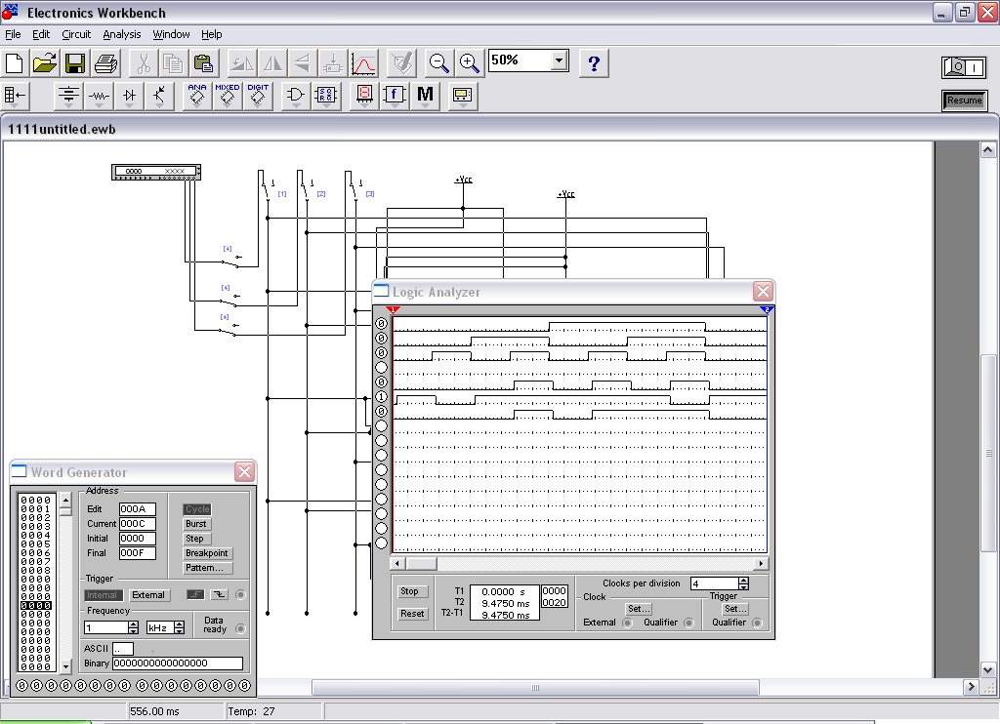 Electronics Workbench
File Edit Circuit Analysis Window Help
50%
?
ANA MIXED DIGIT
f M
Resume
1111untitled.ewb
0000 XXXX
[1] [2] [3]
+Vcc
+Vcc
[4]
[4]
[4]
Logic Analyzer
1 2
0
0
0
0
1
0
Stop
Reset
T1 0.0000 s 0000
T2 9.4750 ms 0020
T2-T1 9.4750 ms
Clocks per division 4
Clock Trigger
Set... Set...
External Qualifier Qualifier
Word Generator
0000
0001
0002
0003
0004
0005
0006
0007
0008
0000
0000
0000
0000
0000
0000
0000
0000
0000
0000
0000
Address
Edit 000A
Current 000C
Initial 0000
Final 000F
Cycle
Burst
Step
Breakpoint
Pattern...
Trigger
Internal External
Frequency
1 kHz
Data
ready
ASCII ..
Binary 0000000000000000
0 0 0 0 0 0 0 0 0 0 0 0 0 0 0 0
556.00 ms Temp: 27